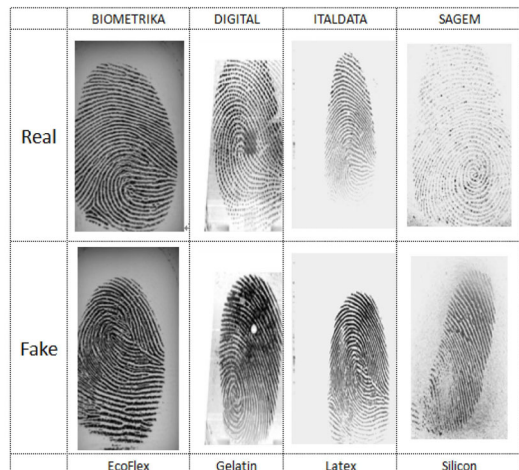 BIOMETRIKA DIGITAL ITALDATA SAGEM
Real
Fake
EcoFlex Gelatin Latex Silicon